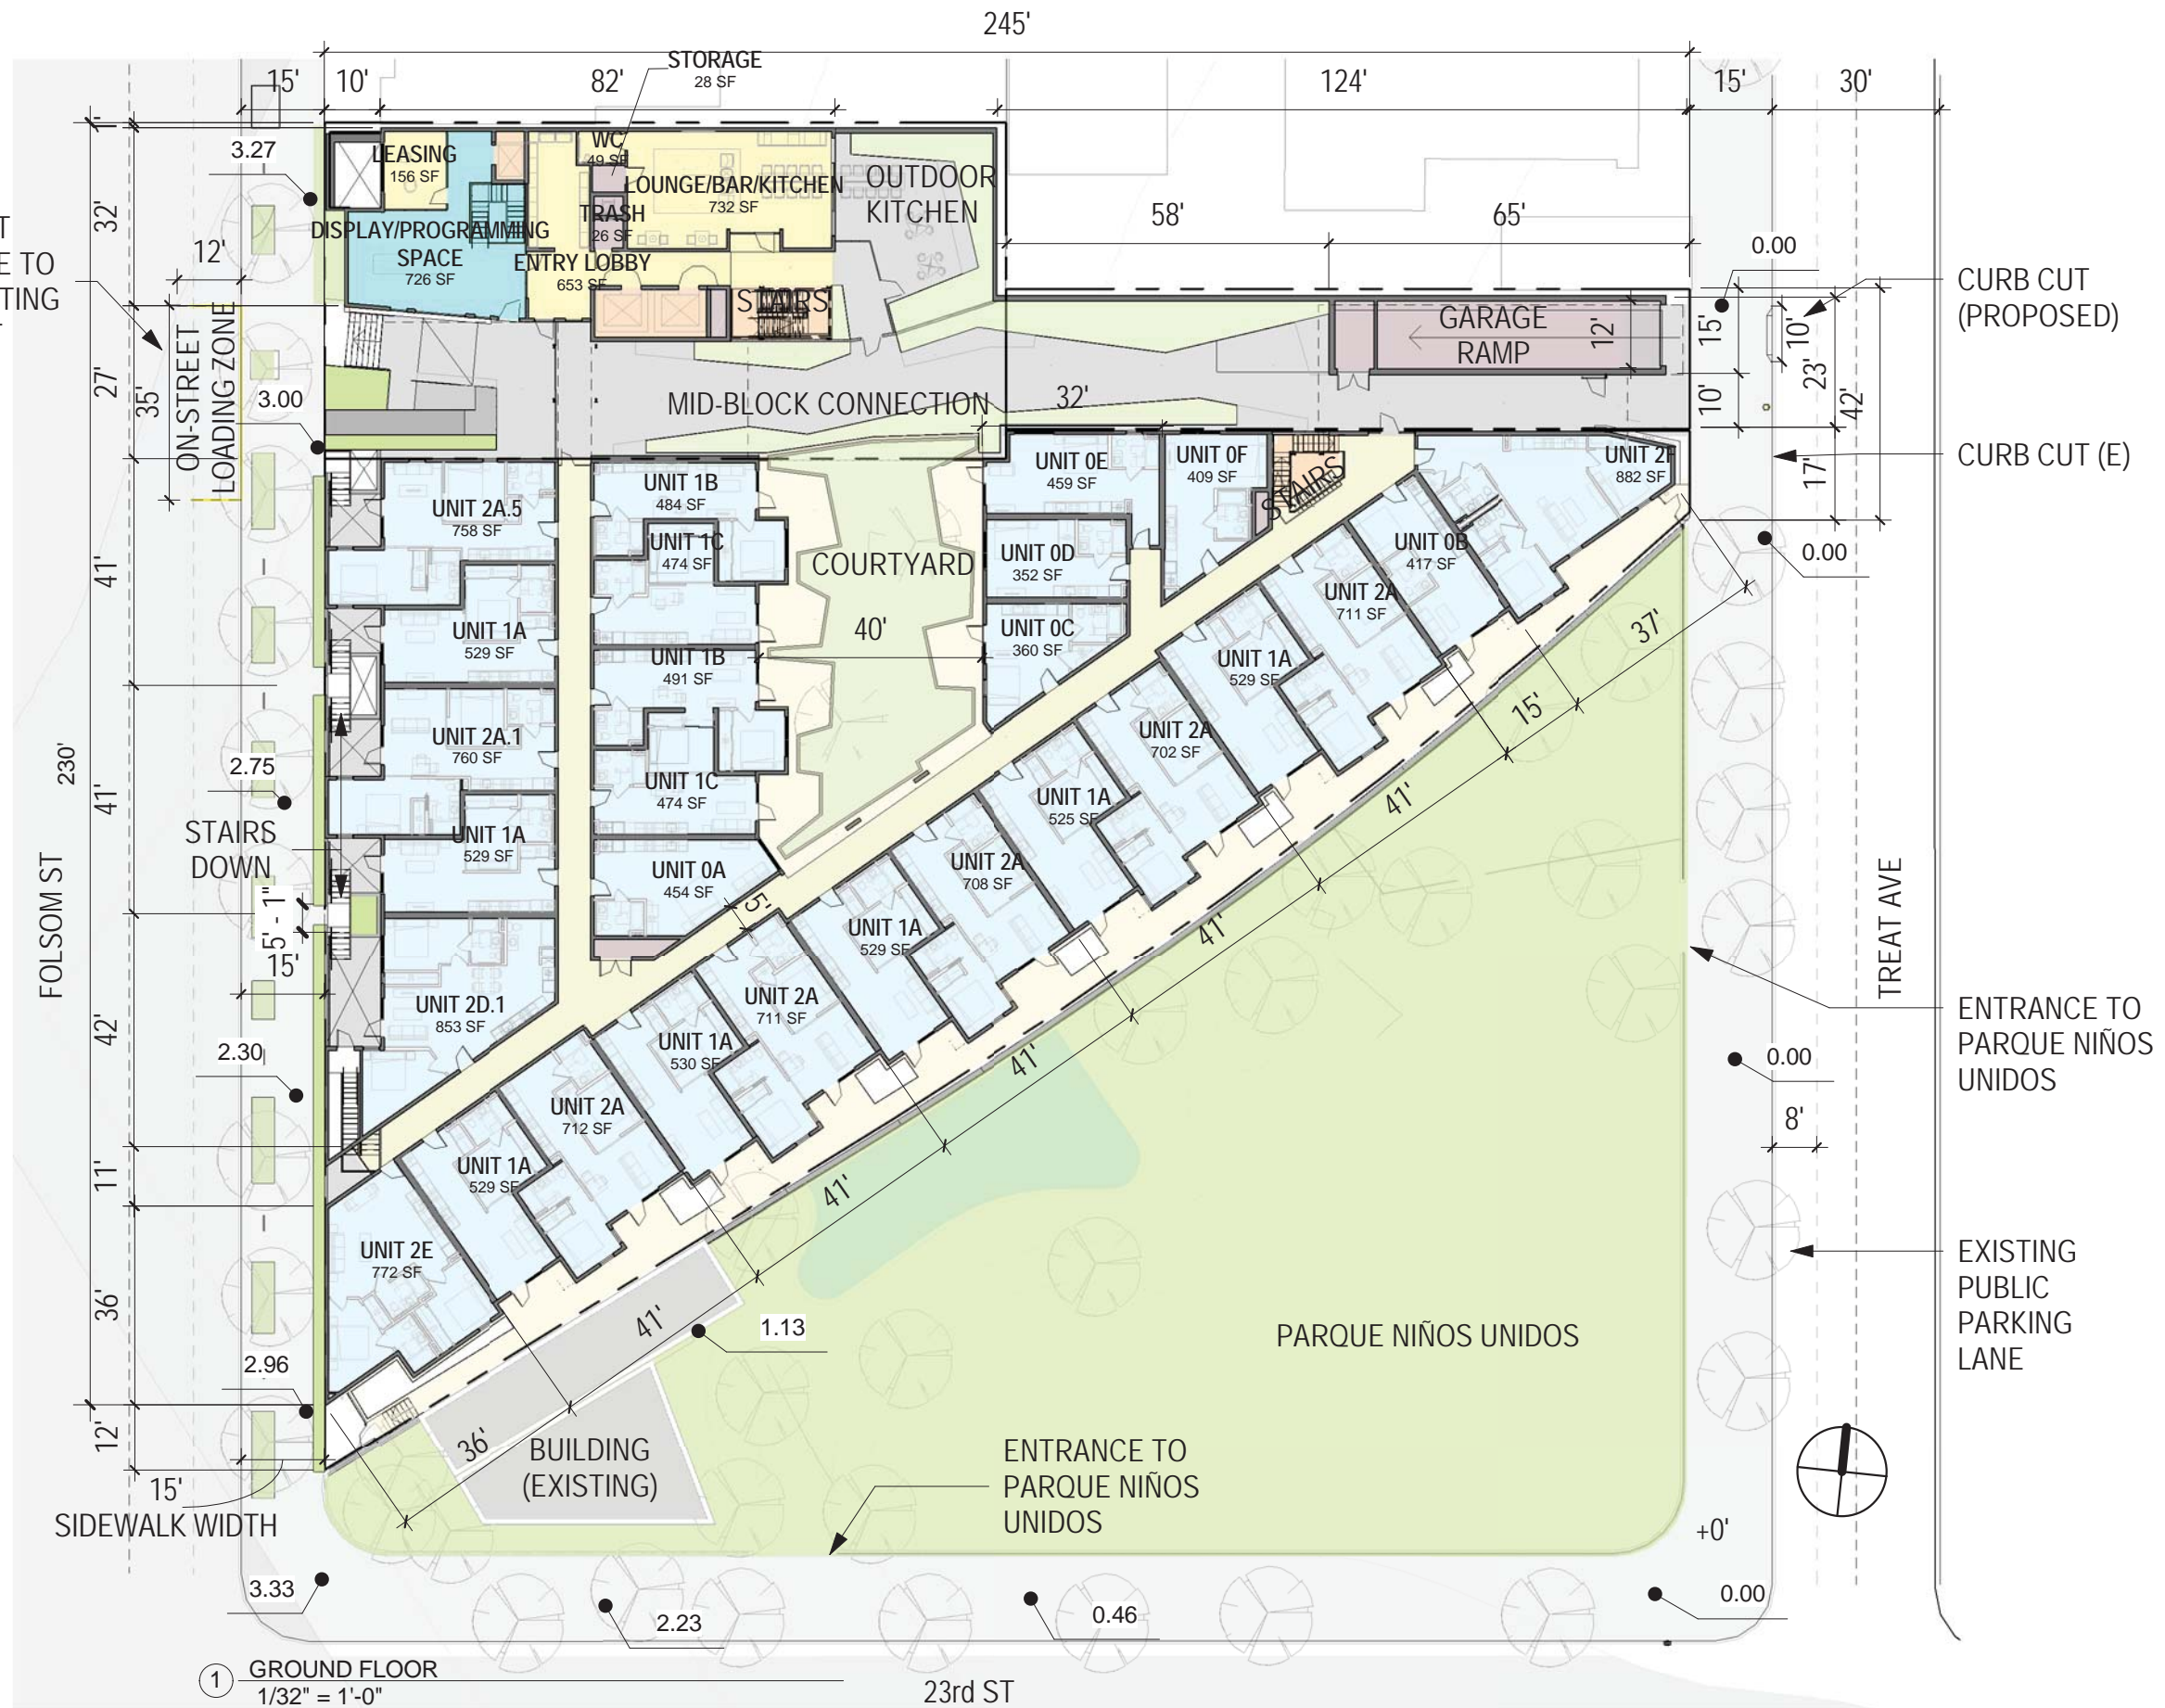 245'
15'
10'
82'
STORAGE
28 SF
124'
15'
30'
1'
3.27
LEASING
156 SF
WC
49 SF
LOUNGE/BAR/KITCHEN
732 SF
OUTDOOR
KITCHEN
32'
TRASH
26 SF
58'
65'
0.00
E TO
TING
12'
DISPLAY/PROGRAMMING
SPACE
726 SF
ENTRY LOBBY
653 SF
STAIRS
GARAGE
RAMP
12'
15'
10'
23'
42'
CURB CUT
(PROPOSED)
27'
35'
ON-STREET
LOADING ZONE
3.00
MID-BLOCK CONNECTION
32'
10'
17'
CURB CUT (E)
UNIT 2A.5
758 SF
UNIT 1B
484 SF
UNIT 0E
459 SF
UNIT 0F
409 SF
STAIRS
UNIT 2F
882 SF
41'
UNIT 1C
474 SF
COURTYARD
UNIT 0D
352 SF
UNIT 0B
417 SF
0.00
UNIT 1A
529 SF
40'
UNIT 0C
360 SF
UNIT 2A
711 SF
37'
UNIT 1B
491 SF
UNIT 1A
529 SF
15'
230'
UNIT 2A.1
760 SF
UNIT 2A
702 SF
2.75
41'
UNIT 1C
474 SF
UNIT 1A
525 SF
41'
STAIRS
DOWN
UNIT 1A
529 SF
UNIT 0A
454 SF
UNIT 2A
708 SF
FOLSOM ST
5'
5' - 1"
UNIT 1A
529 SF
41'
TREAT AVE
15'
UNIT 2D.1
853 SF
UNIT 2A
711 SF
ENTRANCE TO
PARQUE NIÑOS
UNIDOS
42'
2.30
UNIT 1A
530 SF
41'
0.00
UNIT 2A
712 SF
8'
11'
UNIT 1A
529 SF
41'
UNIT 2E
772 SF
EXISTING
PUBLIC
PARKING
LANE
36'
41'
1.13
PARQUE NIÑOS UNIDOS
2.96
12'
36'
BUILDING
(EXISTING)
ENTRANCE TO
PARQUE NIÑOS
UNIDOS
15'
SIDEWALK WIDTH
+0'
3.33
2.23
0.46
0.00
1
GROUND FLOOR
1/32" = 1'-0"
23rd ST